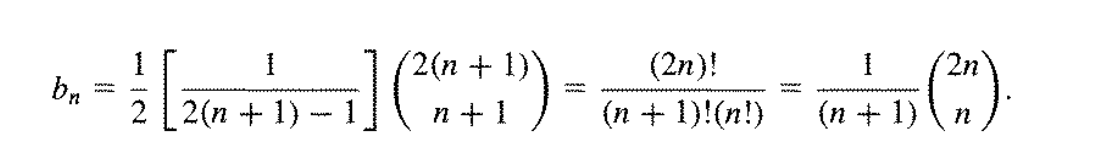 b_n = \frac{1}{2} \left[ \frac{1}{2(n + 1) - 1} \right] \binom{2(n + 1)}{n + 1} = \frac{(2n)!}{(n + 1)!(n!)} = \frac{1}{(n + 1)} \binom{2n}{n}.